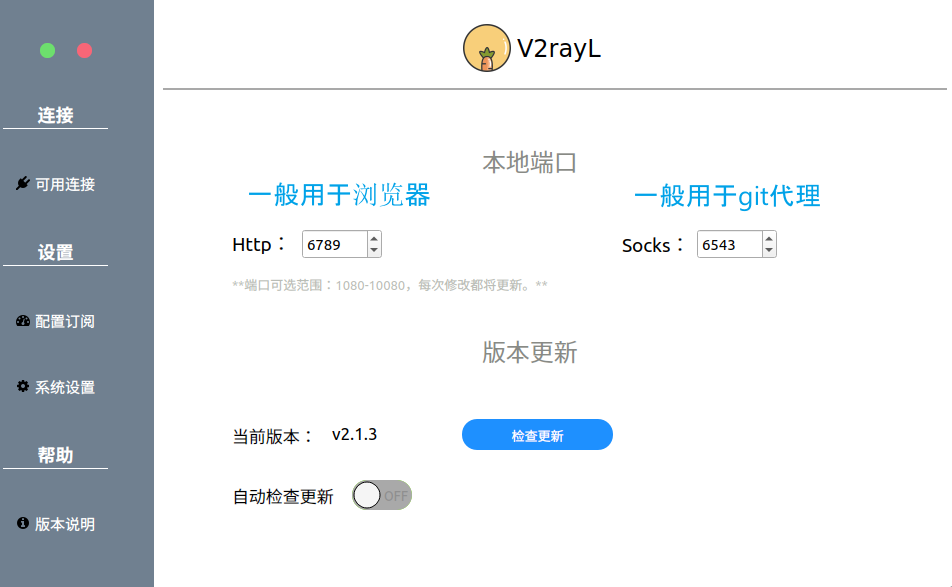 V2rayL
连接
可用连接
设置
配置订阅
系统设置
帮助
版本说明
本地端口
一般用于浏览器
一般用于git代理
Http： 6789
Socks： 6543
**端口可选范围：1080-10080，每次修改都将更新。**
版本更新
当前版本： v2.1.3
检查更新
自动检查更新 OFF